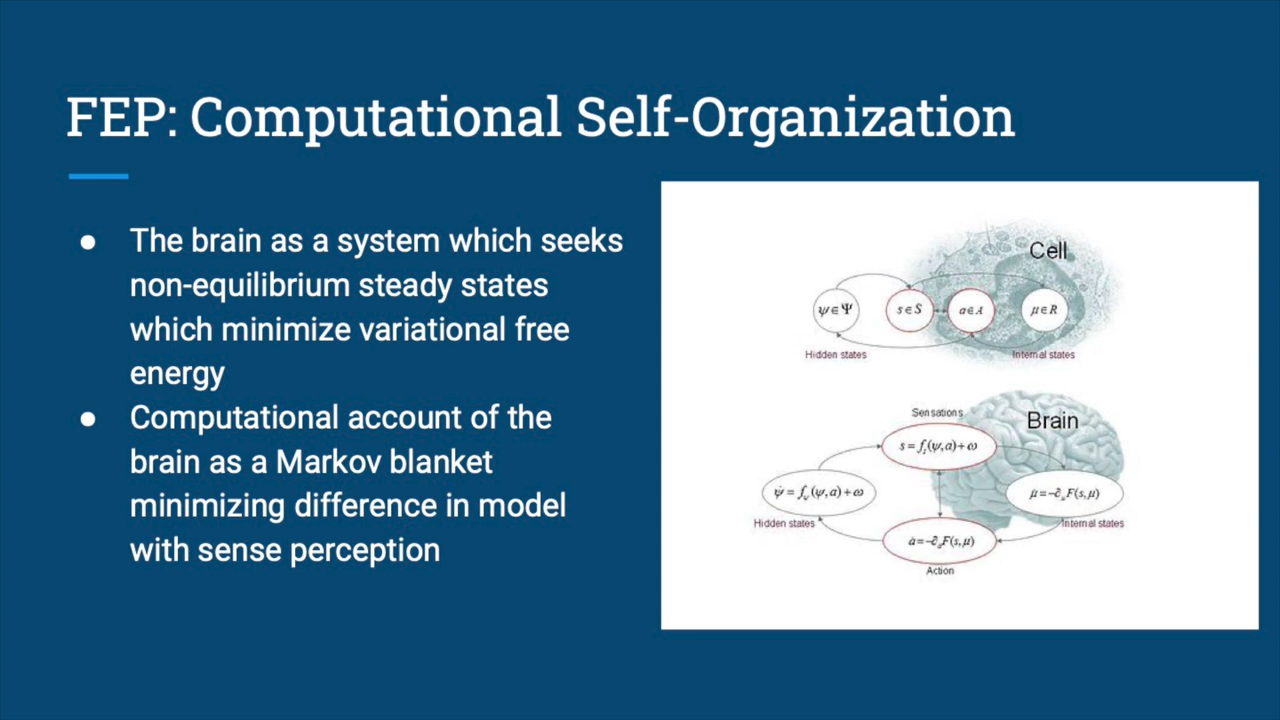 FEP: Computational Self-Organization
● The brain as a system which seeks
non-equilibrium steady states
which minimize variational free
energy
● Computational account of the
brain as a Markov blanket
minimizing difference in model
with sense perception
Cell
ψ∈Ψ s∈S a∈A μ∈R
Hidden states Internal states
Sensations
Brain
s = f_s(ψ,a)+ω
ψ̇ = f_ψ(ψ,a)+ω
μ̇ = −∂_μF(s,μ)
Hidden states Internal states
ȧ = −∂_aF(s,μ)
Action